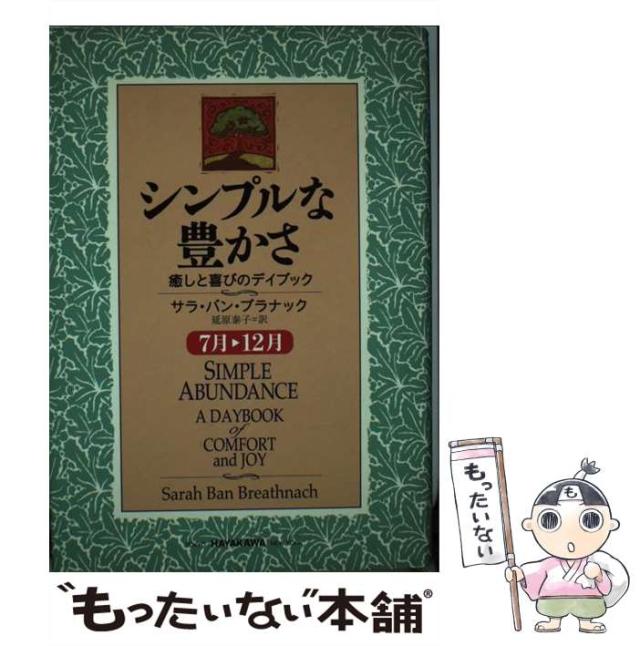 シンプルな
豊かさ
癒しと喜びのデイブック
サラ・バン・ブラナック
延原泰子=訳
7月▶12月
SIMPLE
ABUNDANCE
A DAYBOOK
of
COMFORT
and JOY
Sarah Ban Breathnach
HAYAKAWA
も
もったいない
“もったいない本舗®